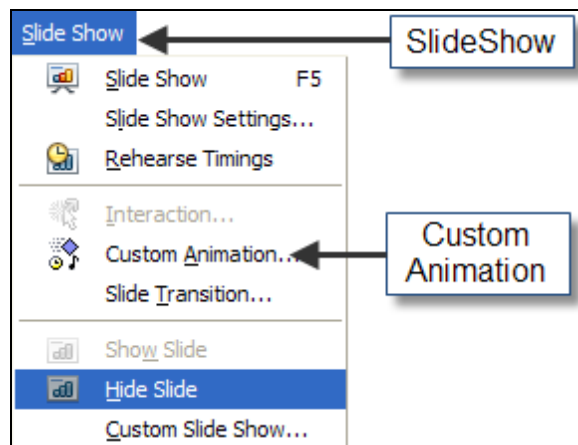 Slide Show
SlideShow
Slide Show F5
Slide Show Settings...
Rehearse Timings
Interaction...
Custom Animation...
Custom
Animation
Slide Transition...
Show Slide
Hide Slide
Custom Slide Show...